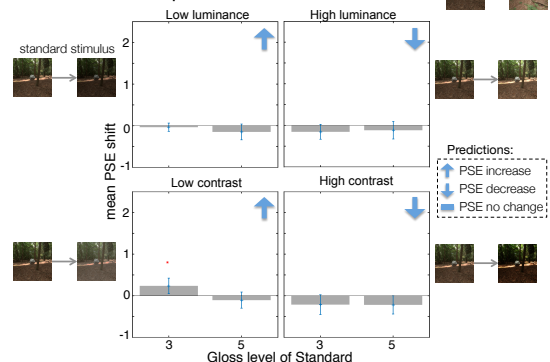 Low luminance
High luminance
standard stimulus
2
1
0
-1
mean PSE shift
Predictions:
PSE increase
PSE decrease
PSE no change
Low contrast
High contrast
2
1
0
-1
3
5
3
5
Gloss level of Standard